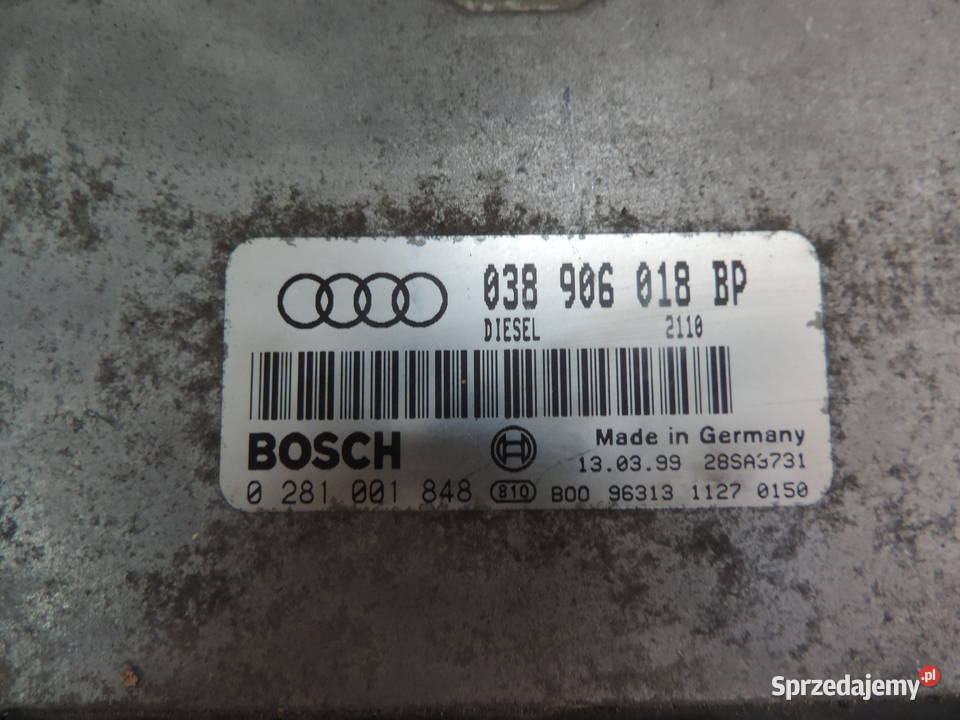 038 906 018 BP
DIESEL 2110
BOSCH
Made in Germany
13.03.99 28SA3731
0 281 001 848 810 B00 96313 1127 0150
Sprzedajemy.pl